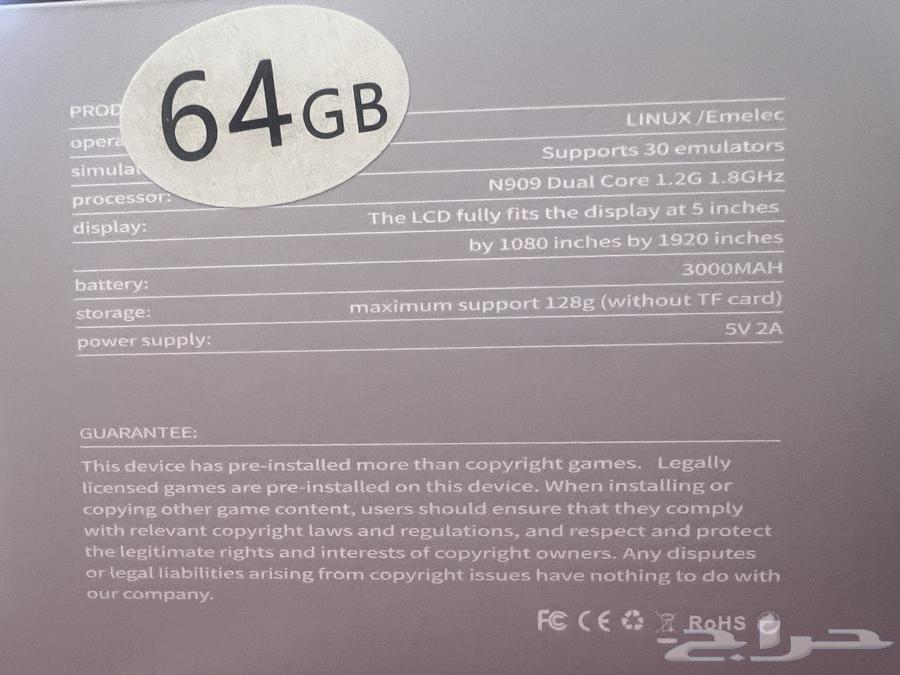 64GB
PROD
LINUX /Emelec
opera
Supports 30 emulators
simula
N909 Dual Core 1.2G 1.8GHz
processor:
The LCD fully fits the display at 5 inches
display:
by 1080 inches by 1920 inches
3000MAH
battery:
maximum support 128g (without TF card)
storage:
5V 2A
power supply:
GUARANTEE:
This device has pre-installed more than copyright games. Legally
licensed games are pre-installed on this device. When installing or
copying other game content, users should ensure that they comply
with relevant copyright laws and regulations, and respect and protect
the legitimate rights and interests of copyright owners. Any disputes
or legal liabilities arising from copyright issues have nothing to do with
our company.
FC CE RoHS
حراج